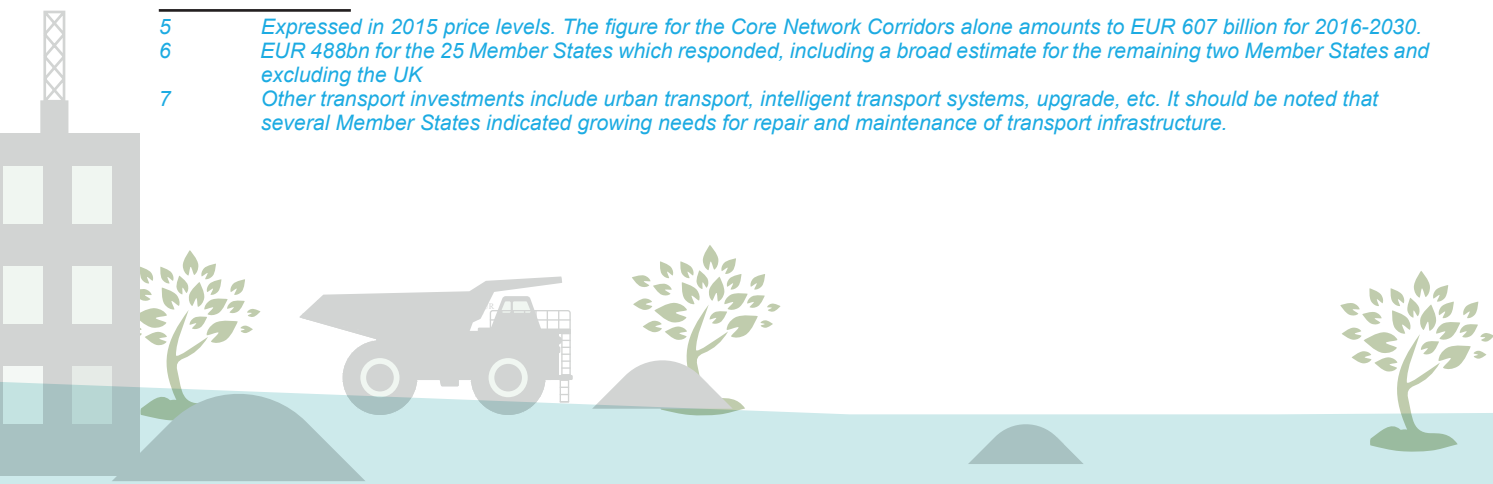 5 Expressed in 2015 price levels. The figure for the Core Network Corridors alone amounts to EUR 607 billion for 2016-2030.
6 EUR 488bn for the 25 Member States which responded, including a broad estimate for the remaining two Member States and
excluding the UK
7 Other transport investments include urban transport, intelligent transport systems, upgrade, etc. It should be noted that
several Member States indicated growing needs for repair and maintenance of transport infrastructure.